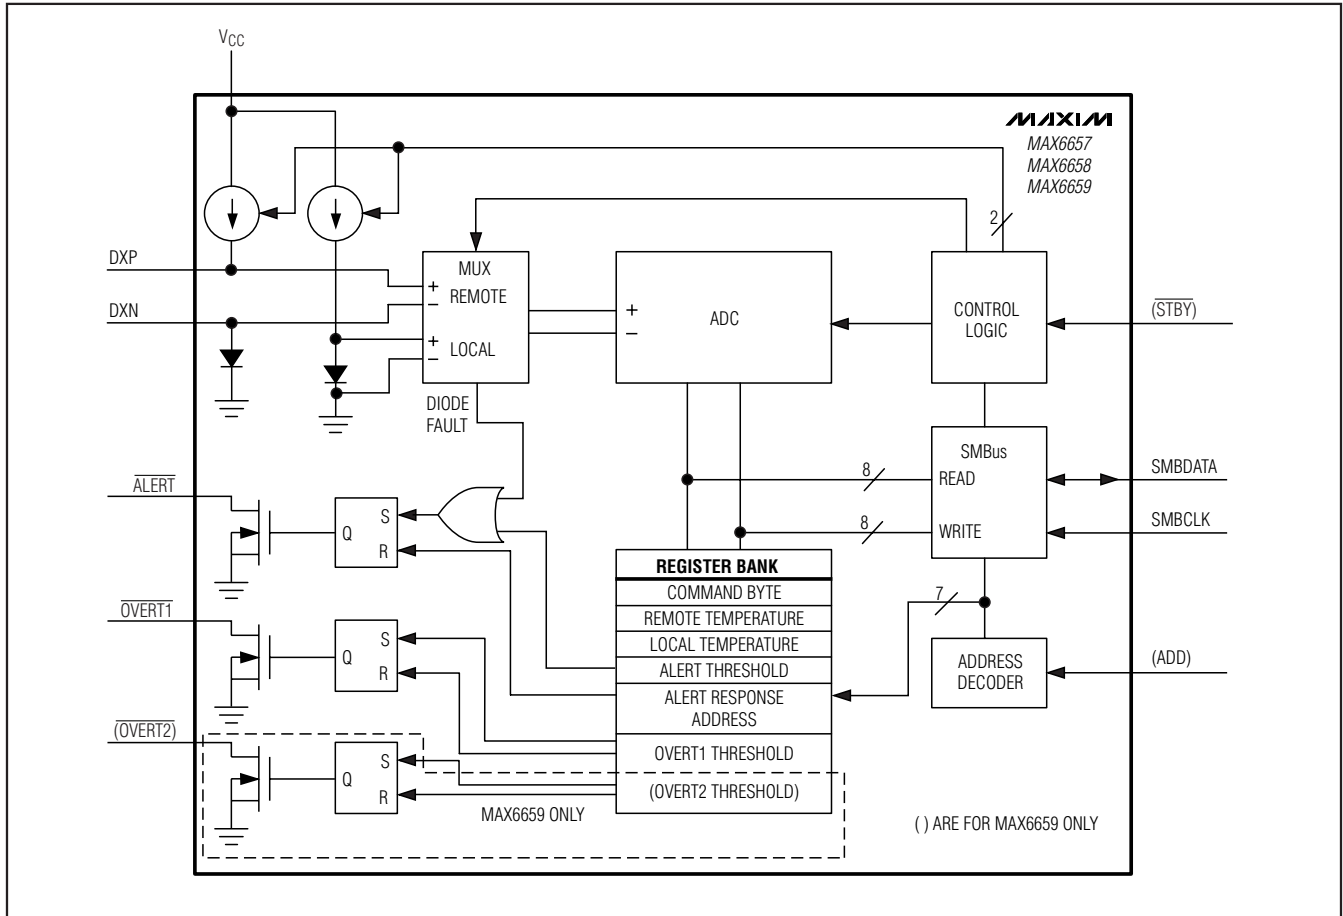 VCC
MAXIM
MAX6657
MAX6658
MAX6659
2
DXP
DXN
MUX
+
REMOTE
−
+
LOCAL
−
+
−
ADC
CONTROL
LOGIC
(STBY)
DIODE
FAULT
SMBus
READ
WRITE
8
8
SMBDATA
SMBCLK
ALERT
S
Q
R
REGISTER BANK
COMMAND BYTE
REMOTE TEMPERATURE
LOCAL TEMPERATURE
ALERT THRESHOLD
ALERT RESPONSE
ADDRESS
OVERT1 THRESHOLD
(OVERT2 THRESHOLD)
7
ADDRESS
DECODER
(ADD)
OVERT1
S
Q
R
(OVERT2)
S
Q
R
MAX6659 ONLY
( ) ARE FOR MAX6659 ONLY